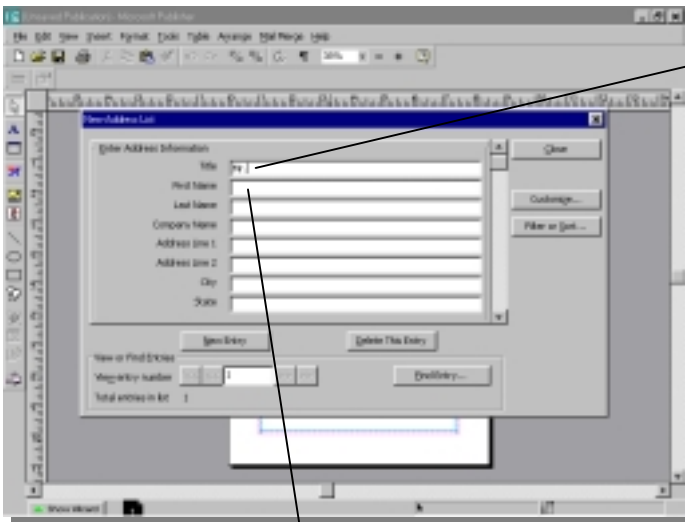 Unsaved Publication - Microsoft Publisher
File Edit View Insert Format Tools Table Arrange Mail Merge Help
New Address List
Enter Address Information
Title
First Name
Last Name
Company Name
Address Line 1
Address Line 2
City
State
Close
Customize...
Filter or Sort...
New Entry
Delete This Entry
View or Find Entries
View entry number
1
Find Entry...
Total entries in list: 1
Show Wizard